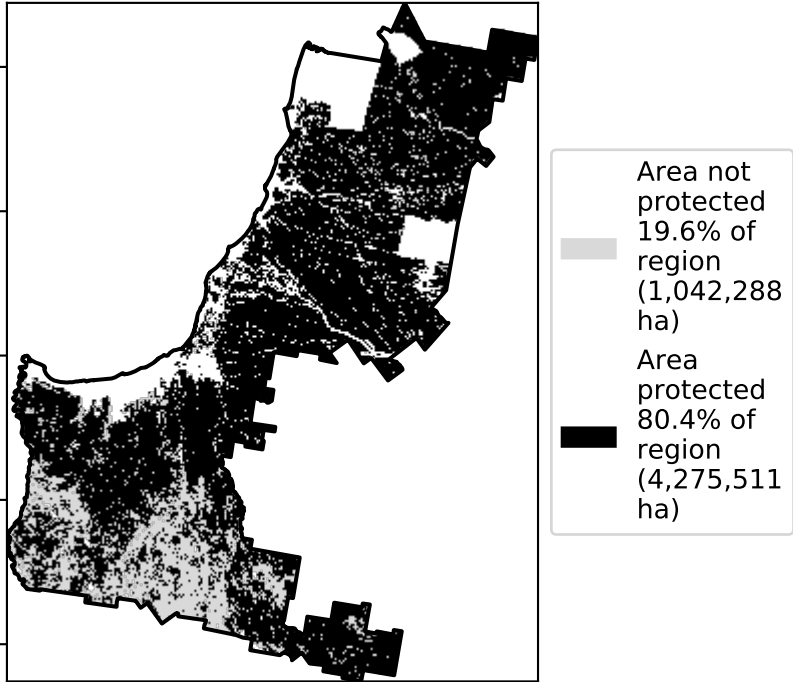 Area not
protected
19.6% of
region
(1,042,288
ha)
Area
protected
80.4% of
region
(4,275,511
ha)